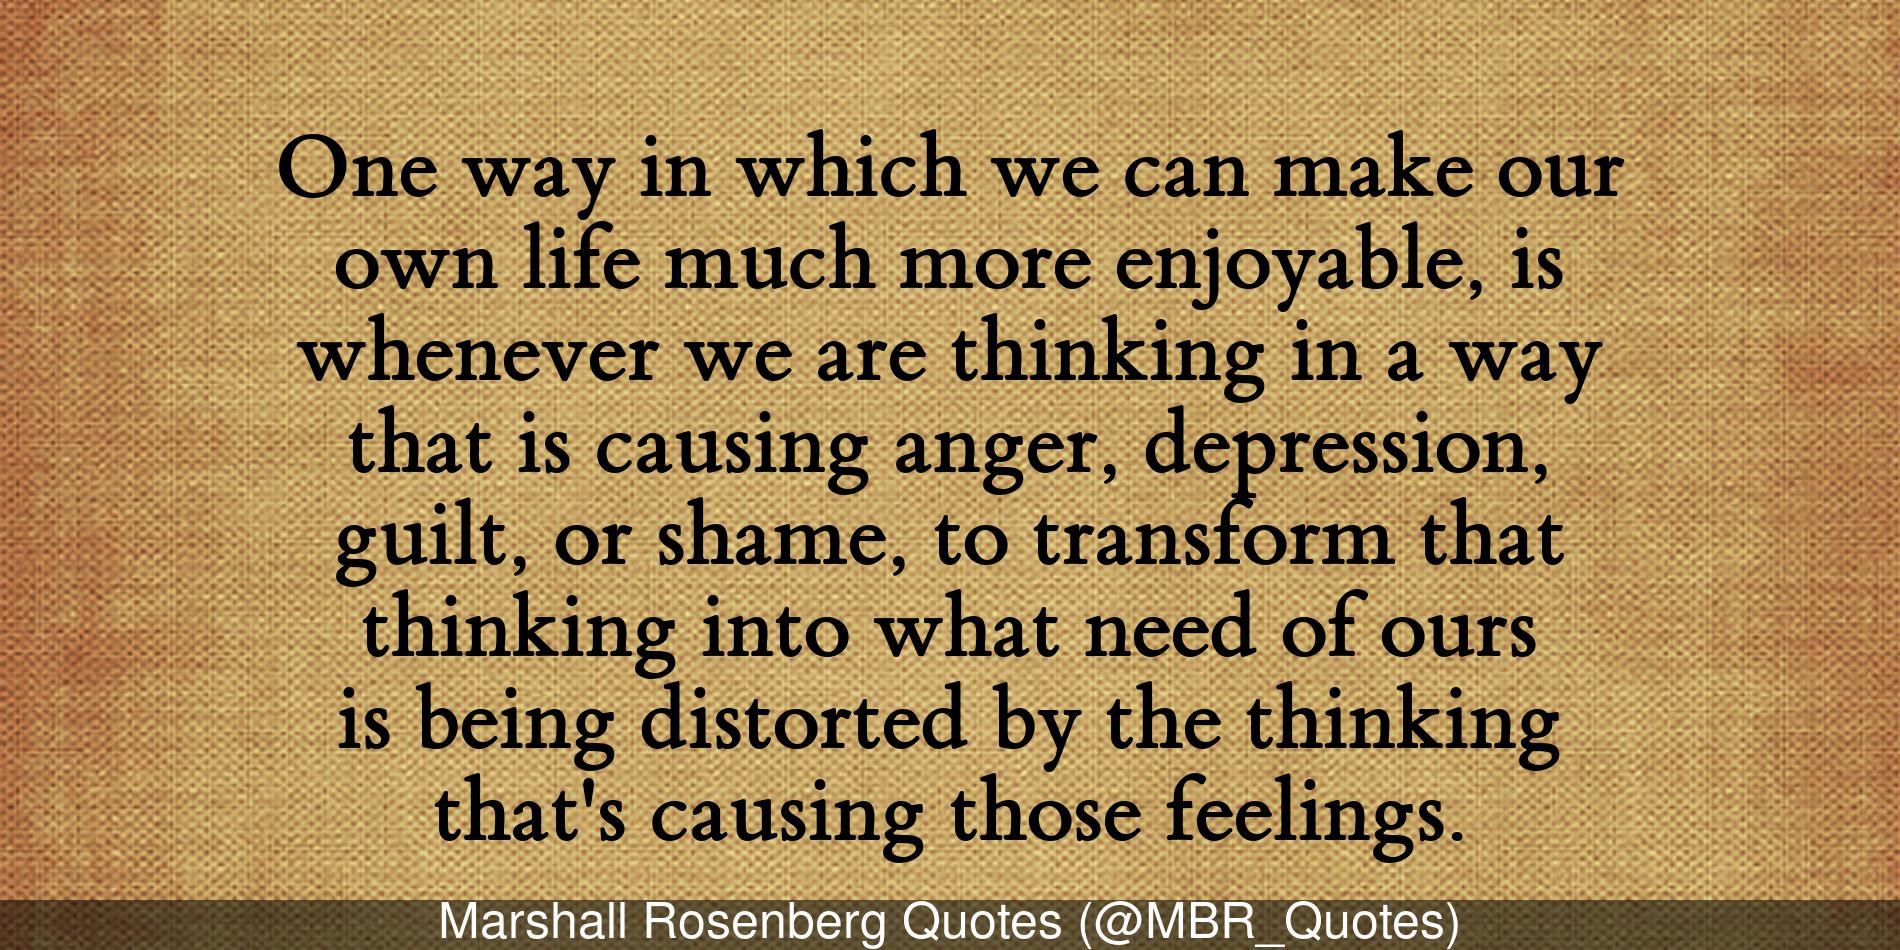 One way in which we can make our
own life much more enjoyable, is
whenever we are thinking in a way
that is causing anger, depression,
guilt, or shame, to transform that
thinking into what need of ours
is being distorted by the thinking
that's causing those feelings.
Marshall Rosenberg Quotes (@MBR_Quotes)